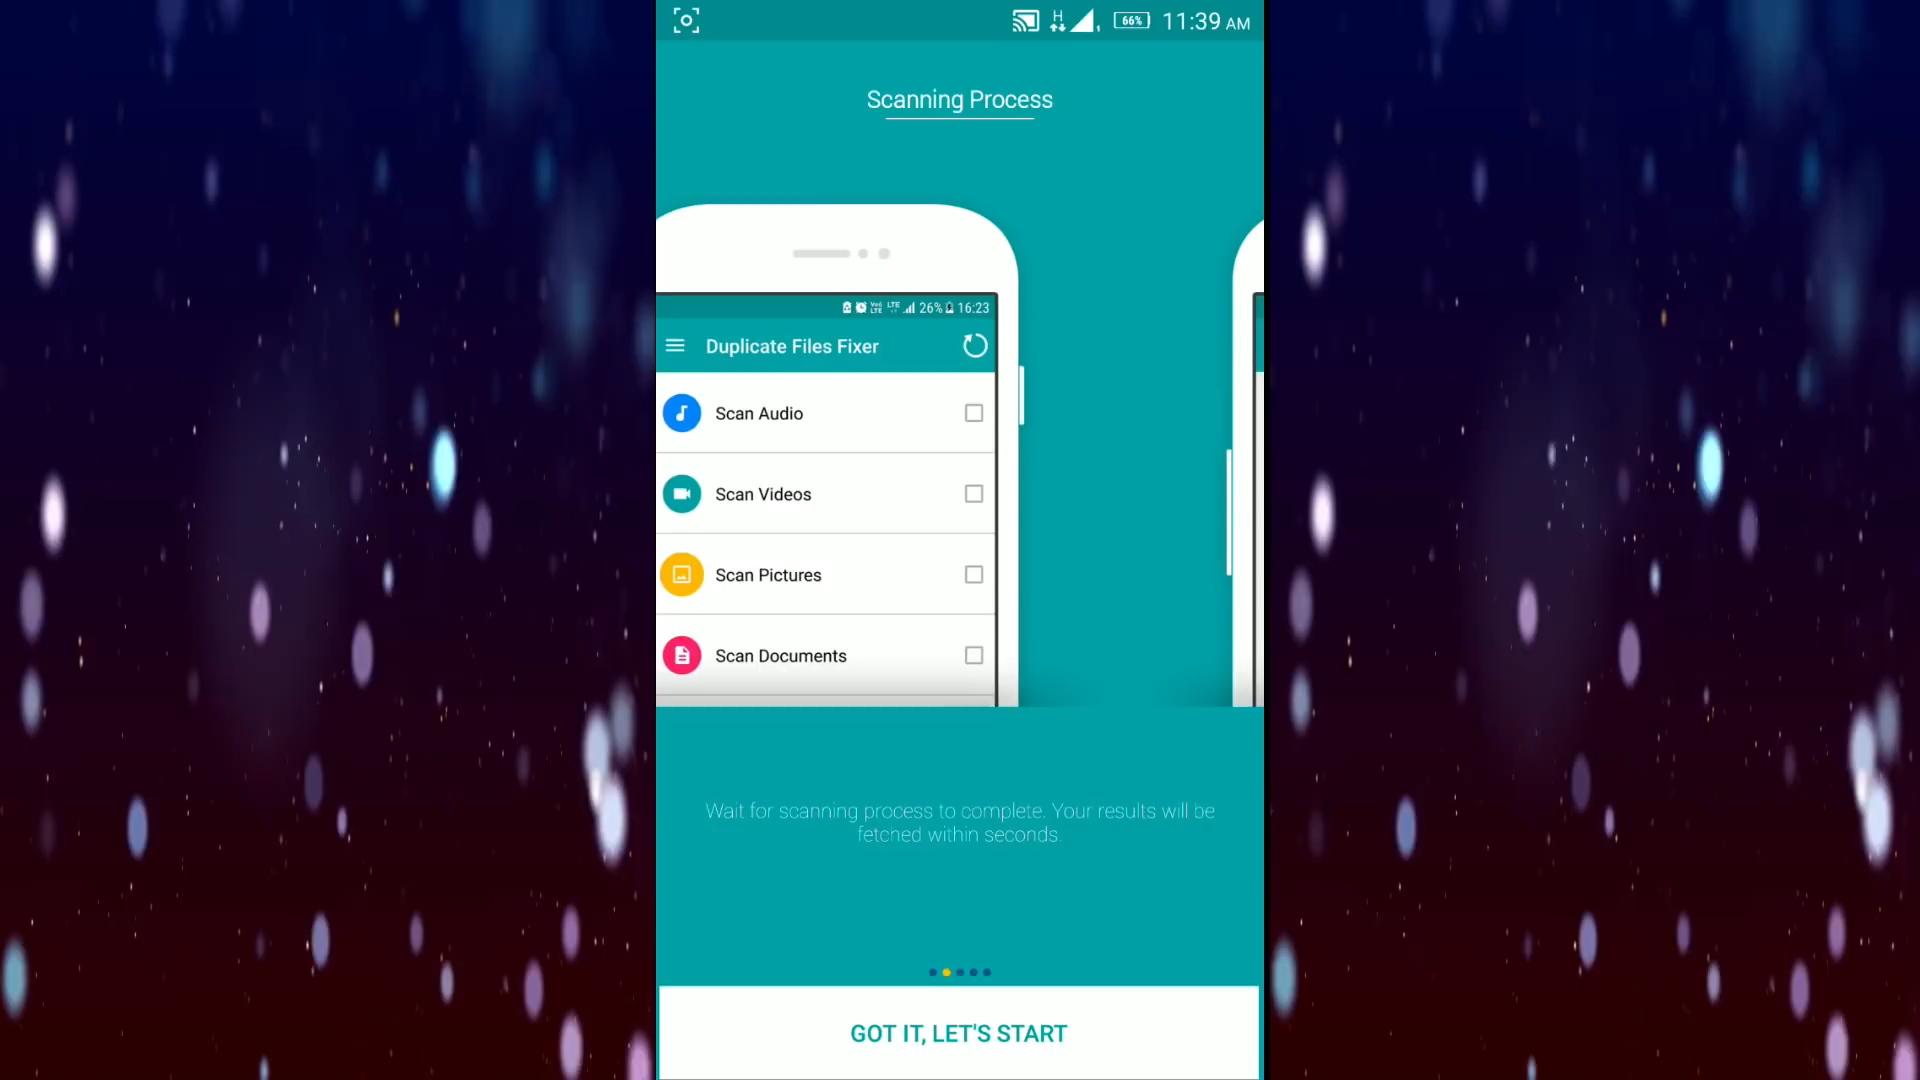 H 66% 11:39 AM
Scanning Process
26% 16:23
Duplicate Files Fixer
Scan Audio
Scan Videos
Scan Pictures
Scan Documents
Wait for scanning process to complete. Your results will be
fetched within seconds.
GOT IT, LET'S START